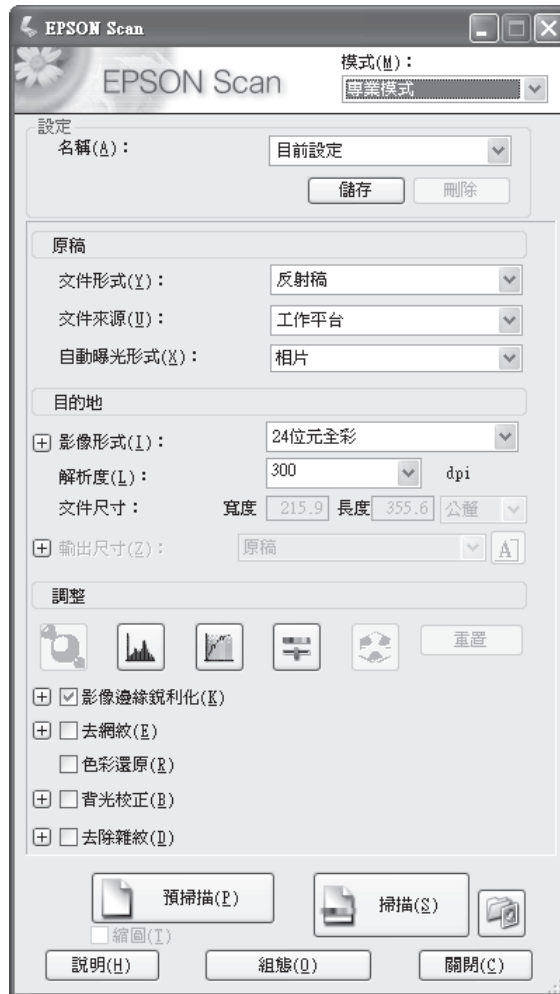 EPSON Scan
EPSON Scan
模式(M)：
專業模式
設定
名稱(A)： 目前設定
儲存 刪除
原稿
文件形式(Y)： 反射稿
文件來源(U)： 工作平台
自動曝光形式(X)： 相片
目的地
影像形式(I)： 24位元全彩
解析度(L)： 300 dpi
文件尺寸： 寬度 215.9 長度 355.6 公釐
輸出尺寸(Z)： 原稿 A
調整
重置
影像邊緣銳利化(K)
去網紋(E)
色彩還原(R)
背光校正(B)
去除雜紋(D)
預掃描(P) 掃描(S)
縮圖(T)
說明(H) 組態(O) 關閉(C)